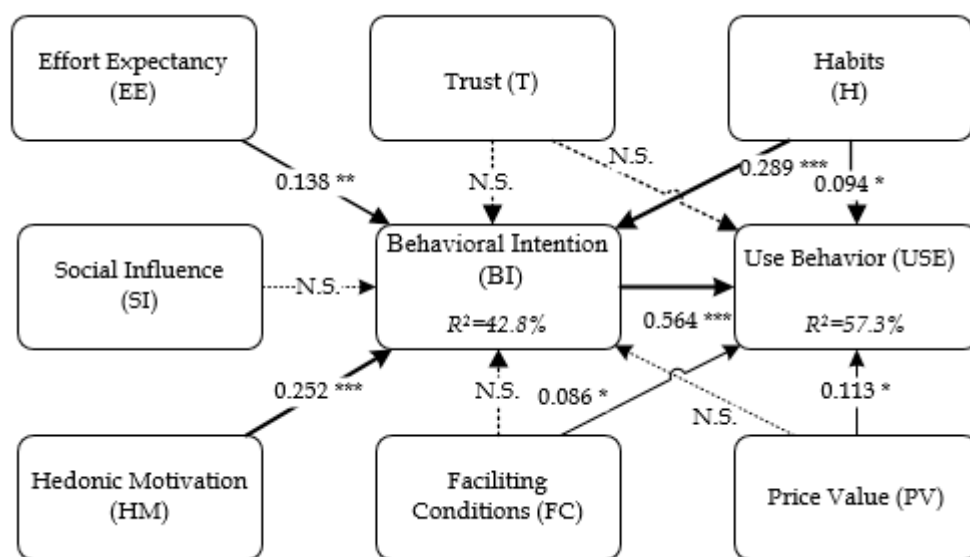 Effort Expectancy
(EE)
Trust (T)
Habits
(H)
0.138 **
N.S.
N.S.
0.289 ***
0.094 *
Social Influence
(SI)
N.S.
Behavioral Intention
(BI)
R²=42.8%
0.564 ***
Use Behavior (USE)
R²=57.3%
0.252 ***
N.S.
0.086 *
N.S.
0.113 *
Hedonic Motivation
(HM)
Faciliting
Conditions (FC)
Price Value (PV)